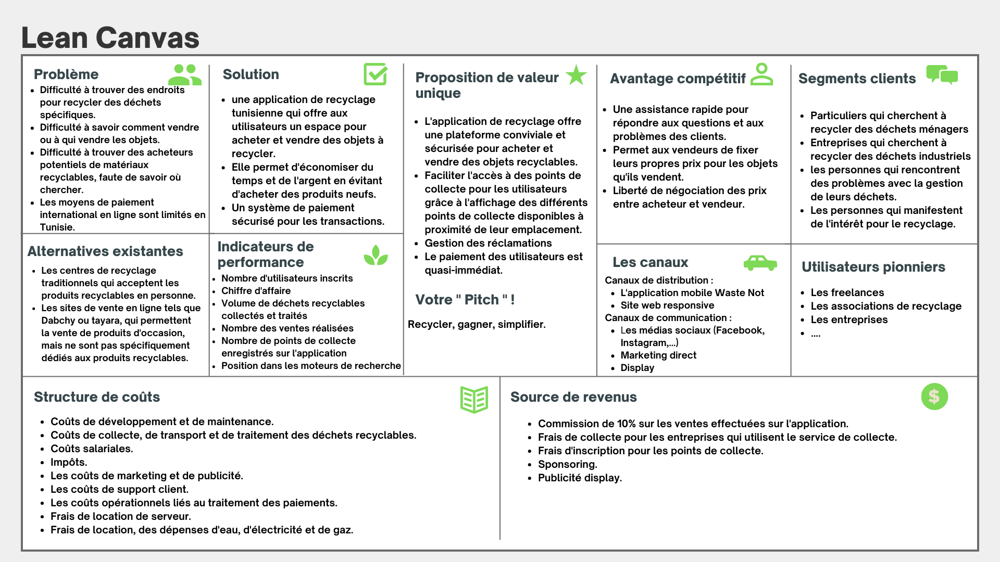 Lean Canvas
Problème
• Difficulté à trouver des endroits
pour recycler des déchets
spécifiques.
• Difficulté à savoir comment vendre
ou à qui vendre les objets.
• Difficulté à trouver des acheteurs
potentiels de matériaux
recyclables, faute de savoir où
chercher.
• Les moyens de paiement
international en ligne sont limités en
Tunisie.
Solution
• une application de recyclage
tunisienne qui offre aux
utilisateurs un espace pour
acheter et vendre des objets à
recycler.
• Elle permet d'économiser du
temps et de l'argent en évitant
d'acheter des produits neufs.
• Un système de paiement
sécurisé pour les transactions.
Proposition de valeur
unique
• L'application de recyclage offre
une plateforme conviviale et
sécurisée pour acheter et
vendre des objets recyclables.
• Faciliter l'accès à des points de
collecte pour les utilisateurs
grâce à l'affichage des différents
points de collecte disponibles à
proximité de leur emplacement.
• Gestion des réclamations
• Le paiement des utilisateurs est
quasi-immédiat.
Votre " Pitch " !
Recycler, gagner, simplifier.
Avantage compétitif
• Une assistance rapide pour
répondre aux questions et aux
problèmes des clients.
• Permet aux vendeurs de fixer
leurs propres prix pour les objets
qu'ils vendent.
• Liberté de négociation des prix
entre acheteur et vendeur.
Segments clients
• Particuliers qui cherchent à
recycler des déchets ménagers
• Entreprises qui cherchent à
recycler des déchets industriels
• les personnes qui rencontrent
des problèmes avec la gestion
de leurs déchets.
• Les personnes qui manifestent
de l'intérêt pour le recyclage.
Alternatives existantes
• Les centres de recyclage
traditionnels qui acceptent les
produits recyclables en personne.
• Les sites de vente en ligne tels que
Dabchy ou tayara, qui permettent
la vente de produits d'occasion,
mais ne sont pas spécifiquement
dédiés aux produits recyclables.
Indicateurs de
performance
• Nombre d'utilisateurs inscrits
• Chiffre d'affaire
• Volume de déchets recyclables
collectés et traités
• Nombre des ventes réalisées
• Nombre de points de collecte
enregistrés sur l'application
• Position dans les moteurs de recherche
Les canaux
Canaux de distribution :
• L'application mobile Waste Not
• Site web responsive
Canaux de communication :
• Les médias sociaux (Facebook,
Instagram,...)
• Marketing direct
• Display
Utilisateurs pionniers
• Les freelances
• Les associations de recyclage
• Les entreprises
• ....
Structure de coûts
• Coûts de développement et de maintenance.
• Coûts de collecte, de transport et de traitement des déchets recyclables.
• Coûts salariales.
• Impôts.
• Les coûts de marketing et de publicité.
• Les coûts de support client.
• Les coûts opérationnels liés au traitement des paiements.
• Frais de location de serveur.
• Frais de location, des dépenses d'eau, d'électricité et de gaz.
Source de revenus
$
• Commission de 10% sur les ventes effectuées sur l'application.
• Frais de collecte pour les entreprises qui utilisent le service de collecte.
• Frais d'inscription pour les points de collecte.
• Sponsoring.
• Publicité display.